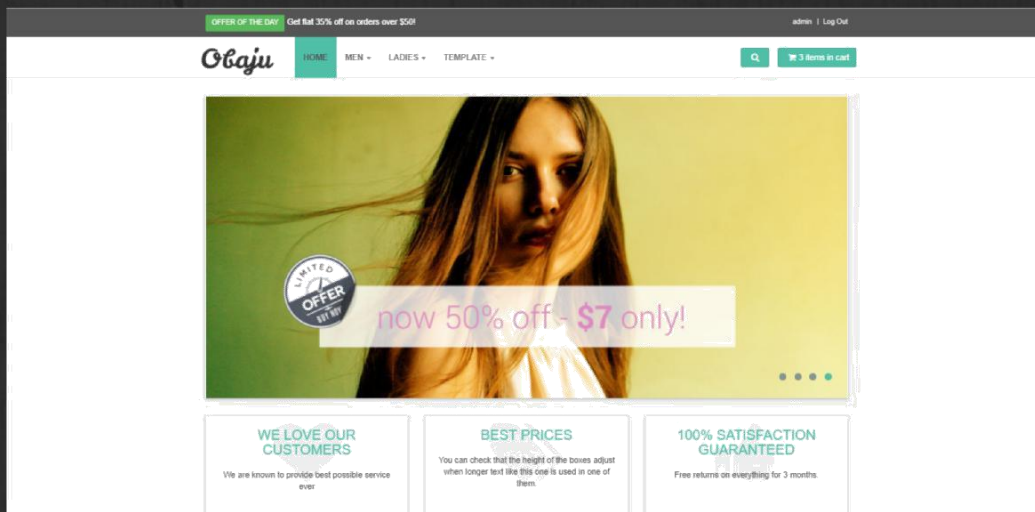 OFFER OF THE DAY Get flat 35% off on orders over $50!
admin | Log Out
Obaju
HOME MEN LADIES TEMPLATE
3 items in cart
LIMITED
OFFER
BUY NOW
now 50% off - $7 only!
WE LOVE OUR
CUSTOMERS
We are known to provide best possible service
ever
BEST PRICES
You can check that the height of the boxes adjust
when longer text like this one is used in one of
them.
100% SATISFACTION
GUARANTEED
Free returns on everything for 3 months.